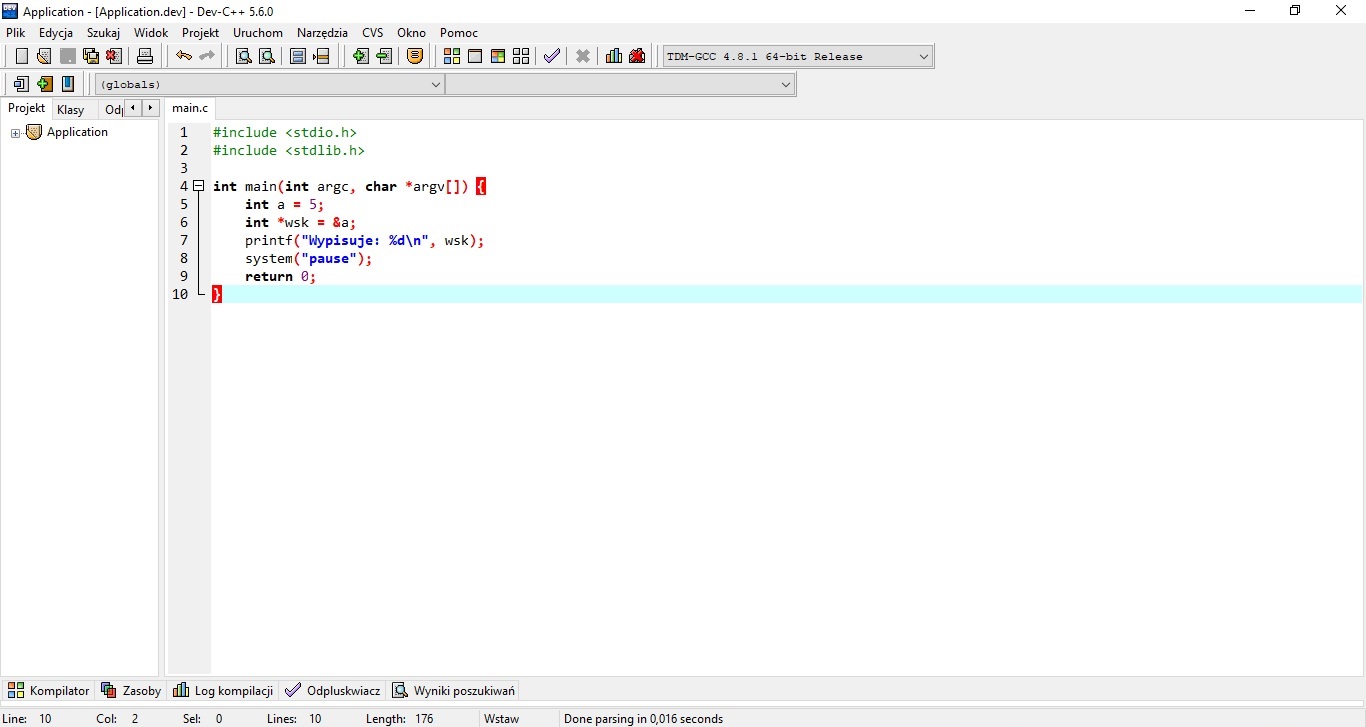 Application - [Application.dev] - Dev-C++ 5.6.0
Plik Edycja Szukaj Widok Projekt Uruchom Narzędzia CVS Okno Pomoc
TDM-GCC 4.8.1 64-bit Release
(globals)
Projekt Klasy Odp main.c
Application
1 #include <stdio.h>
2 #include <stdlib.h>
3
4 int main(int argc, char *argv[]) {
5 int a = 5;
6 int *wsk = &a;
7 printf("Wypisuje: %d\n", wsk);
8 system("pause");
9 return 0;
10 }
Kompilator Zasoby Log kompilacji Odpluskwiacz Wyniki poszukiwań
Line: 10 Col: 2 Sel: 0 Lines: 10 Length: 176 Wstaw Done parsing in 0,016 seconds